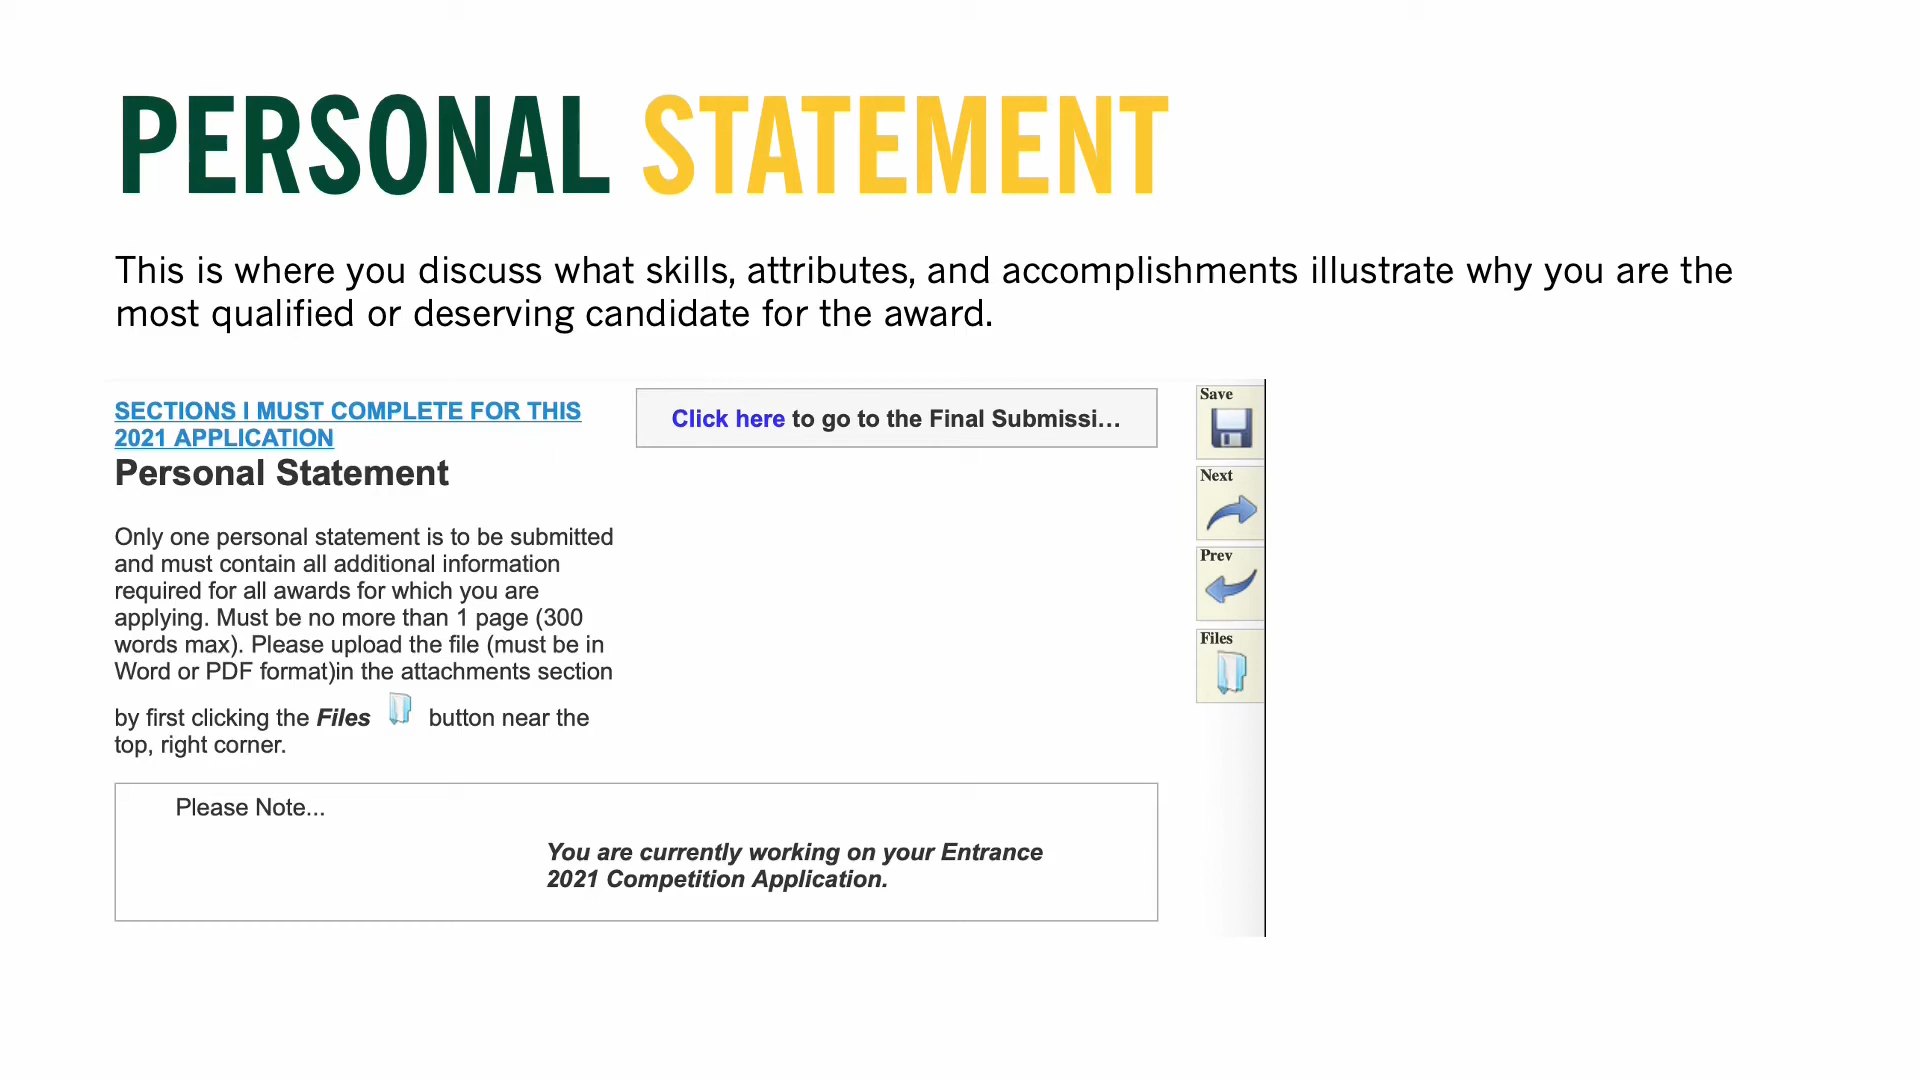 PERSONAL STATEMENT
This is where you discuss what skills, attributes, and accomplishments illustrate why you are the
most qualified or deserving candidate for the award.
SECTIONS I MUST COMPLETE FOR THIS
2021 APPLICATION
Click here to go to the Final Submissi...
Personal Statement
Only one personal statement is to be submitted
and must contain all additional information
required for all awards for which you are
applying. Must be no more than 1 page (300
words max). Please upload the file (must be in
Word or PDF format)in the attachments section
by first clicking the Files button near the
top, right corner.
Please Note...
You are currently working on your Entrance
2021 Competition Application.
Save
Next
Prev
Files